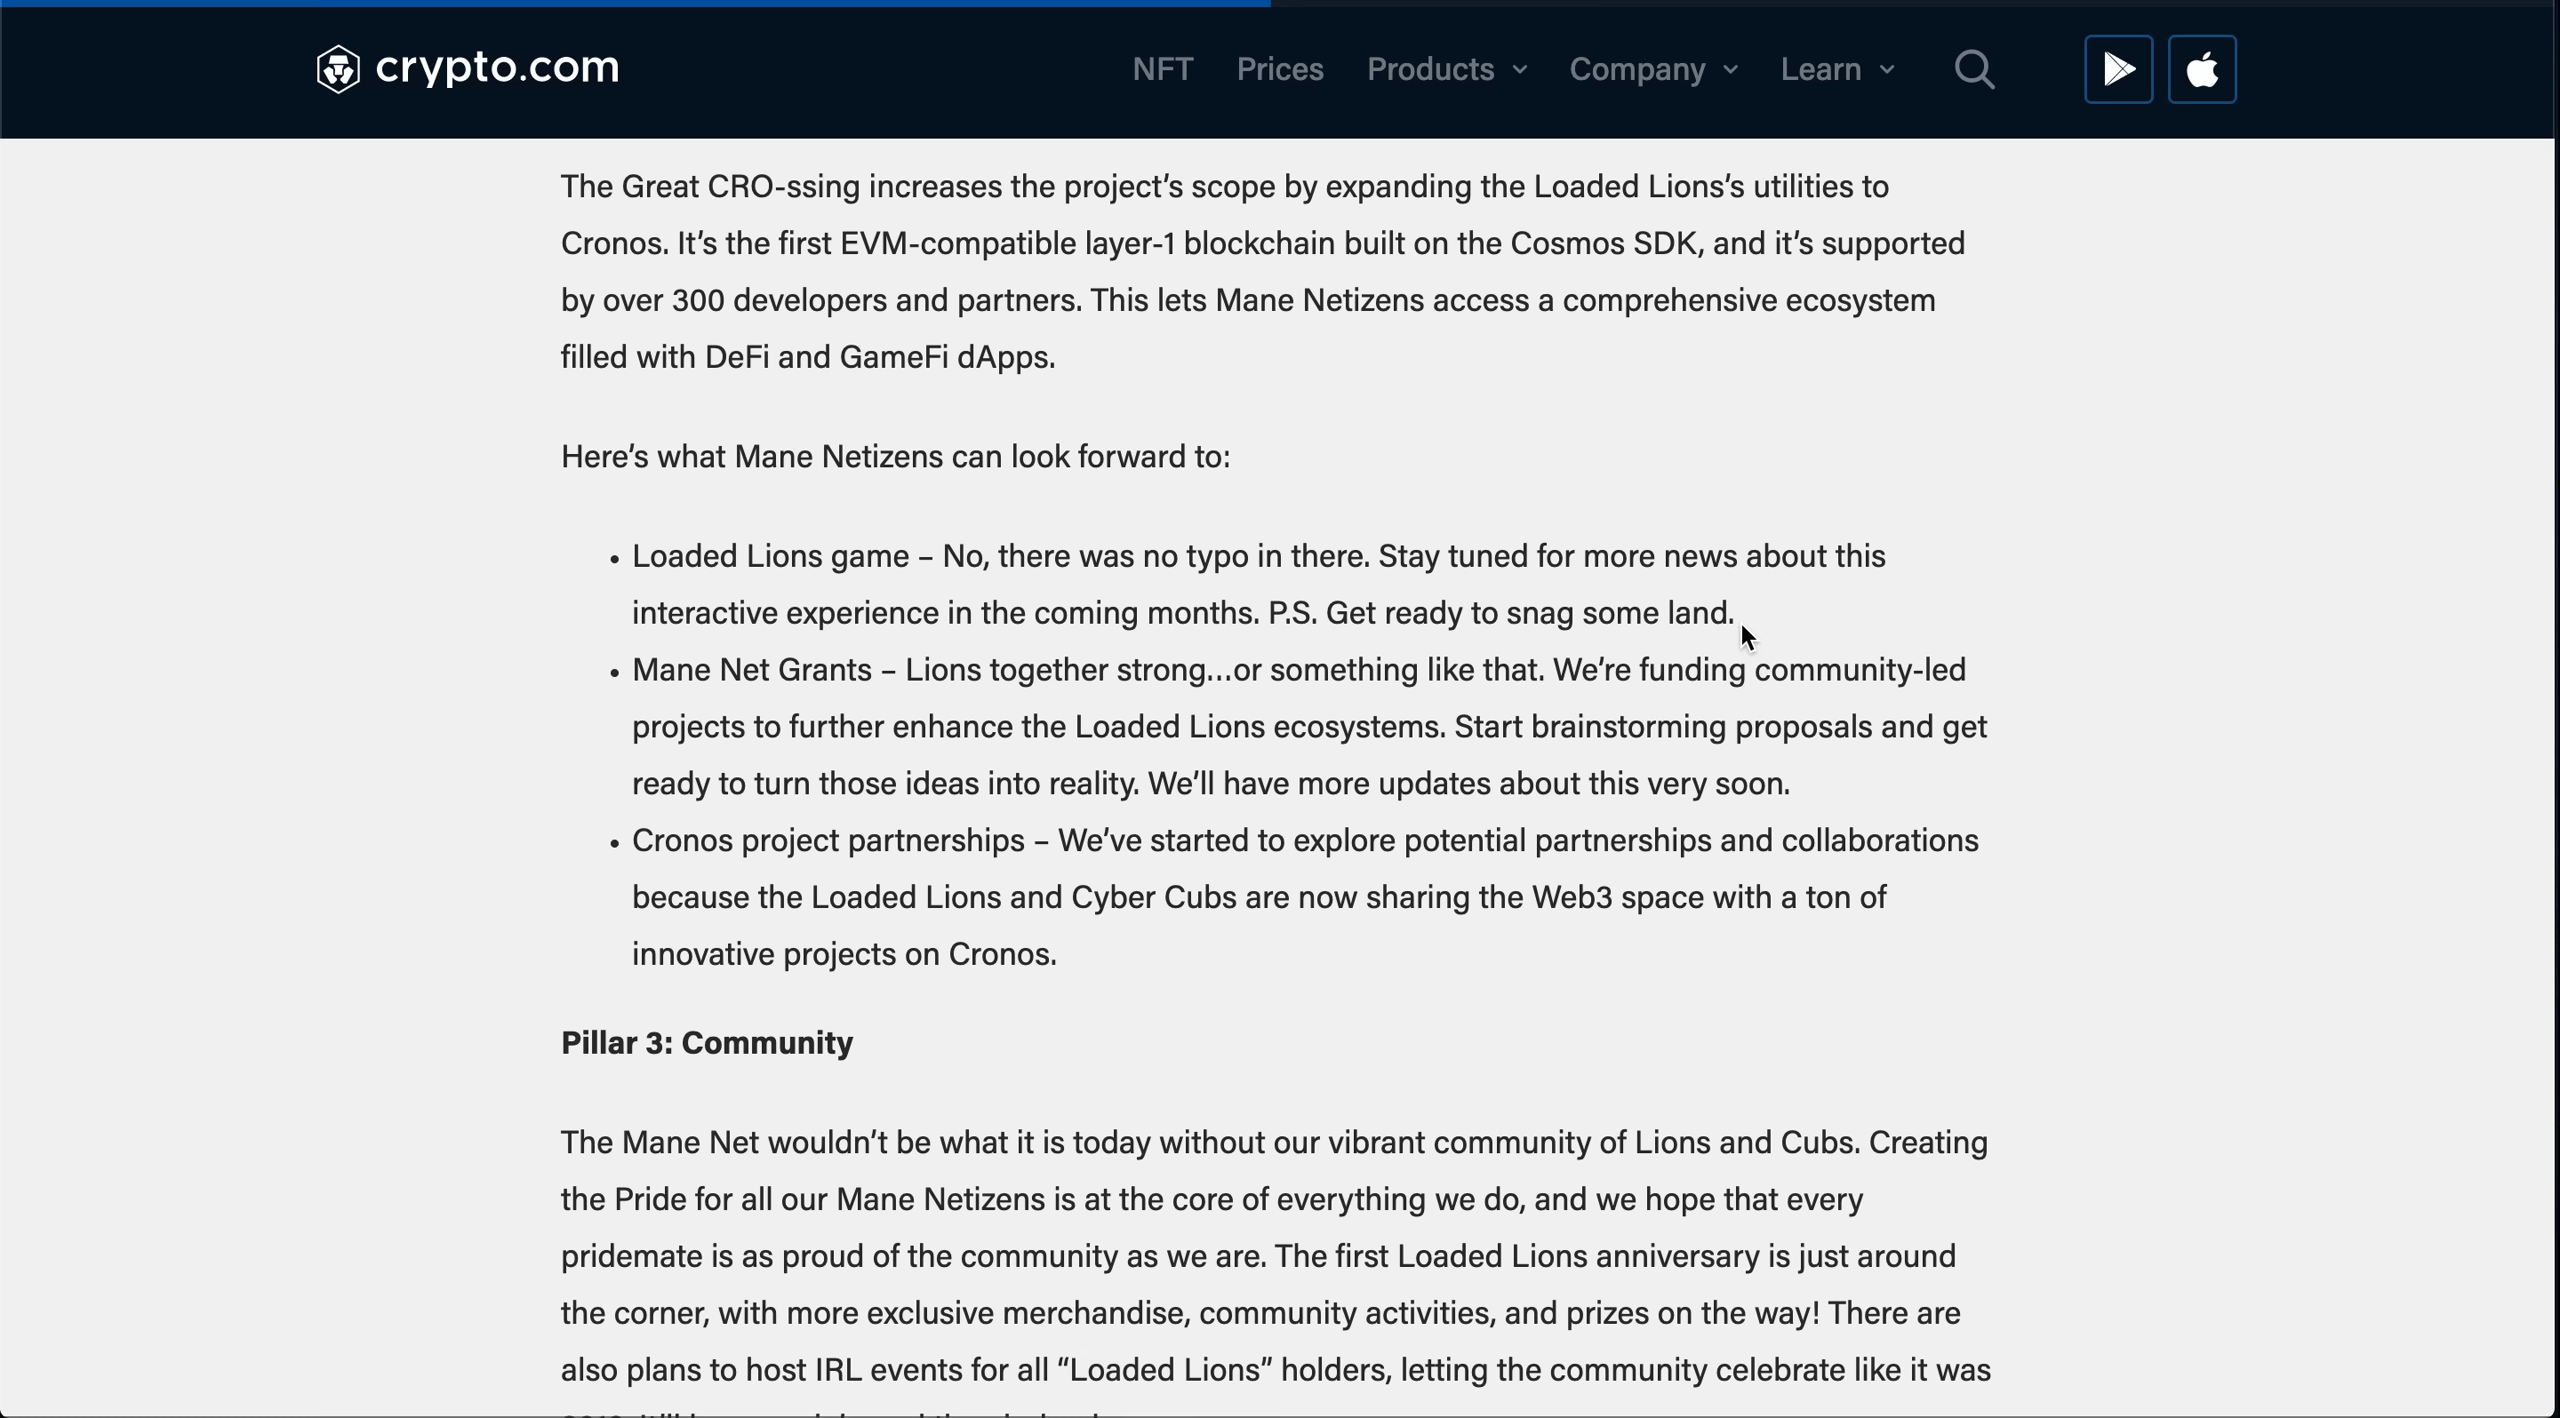 crypto.com
NFT Prices Products Company Learn
The Great CRO-ssing increases the project’s scope by expanding the Loaded Lions’s utilities to
Cronos. It’s the first EVM-compatible layer-1 blockchain built on the Cosmos SDK, and it’s supported
by over 300 developers and partners. This lets Mane Netizens access a comprehensive ecosystem
filled with DeFi and GameFi dApps.
Here’s what Mane Netizens can look forward to:
• Loaded Lions game – No, there was no typo in there. Stay tuned for more news about this
interactive experience in the coming months. P.S. Get ready to snag some land.
• Mane Net Grants – Lions together strong…or something like that. We’re funding community-led
projects to further enhance the Loaded Lions ecosystems. Start brainstorming proposals and get
ready to turn those ideas into reality. We’ll have more updates about this very soon.
• Cronos project partnerships – We’ve started to explore potential partnerships and collaborations
because the Loaded Lions and Cyber Cubs are now sharing the Web3 space with a ton of
innovative projects on Cronos.
Pillar 3: Community
The Mane Net wouldn’t be what it is today without our vibrant community of Lions and Cubs. Creating
the Pride for all our Mane Netizens is at the core of everything we do, and we hope that every
pridemate is as proud of the community as we are. The first Loaded Lions anniversary is just around
the corner, with more exclusive merchandise, community activities, and prizes on the way! There are
also plans to host IRL events for all “Loaded Lions” holders, letting the community celebrate like it was